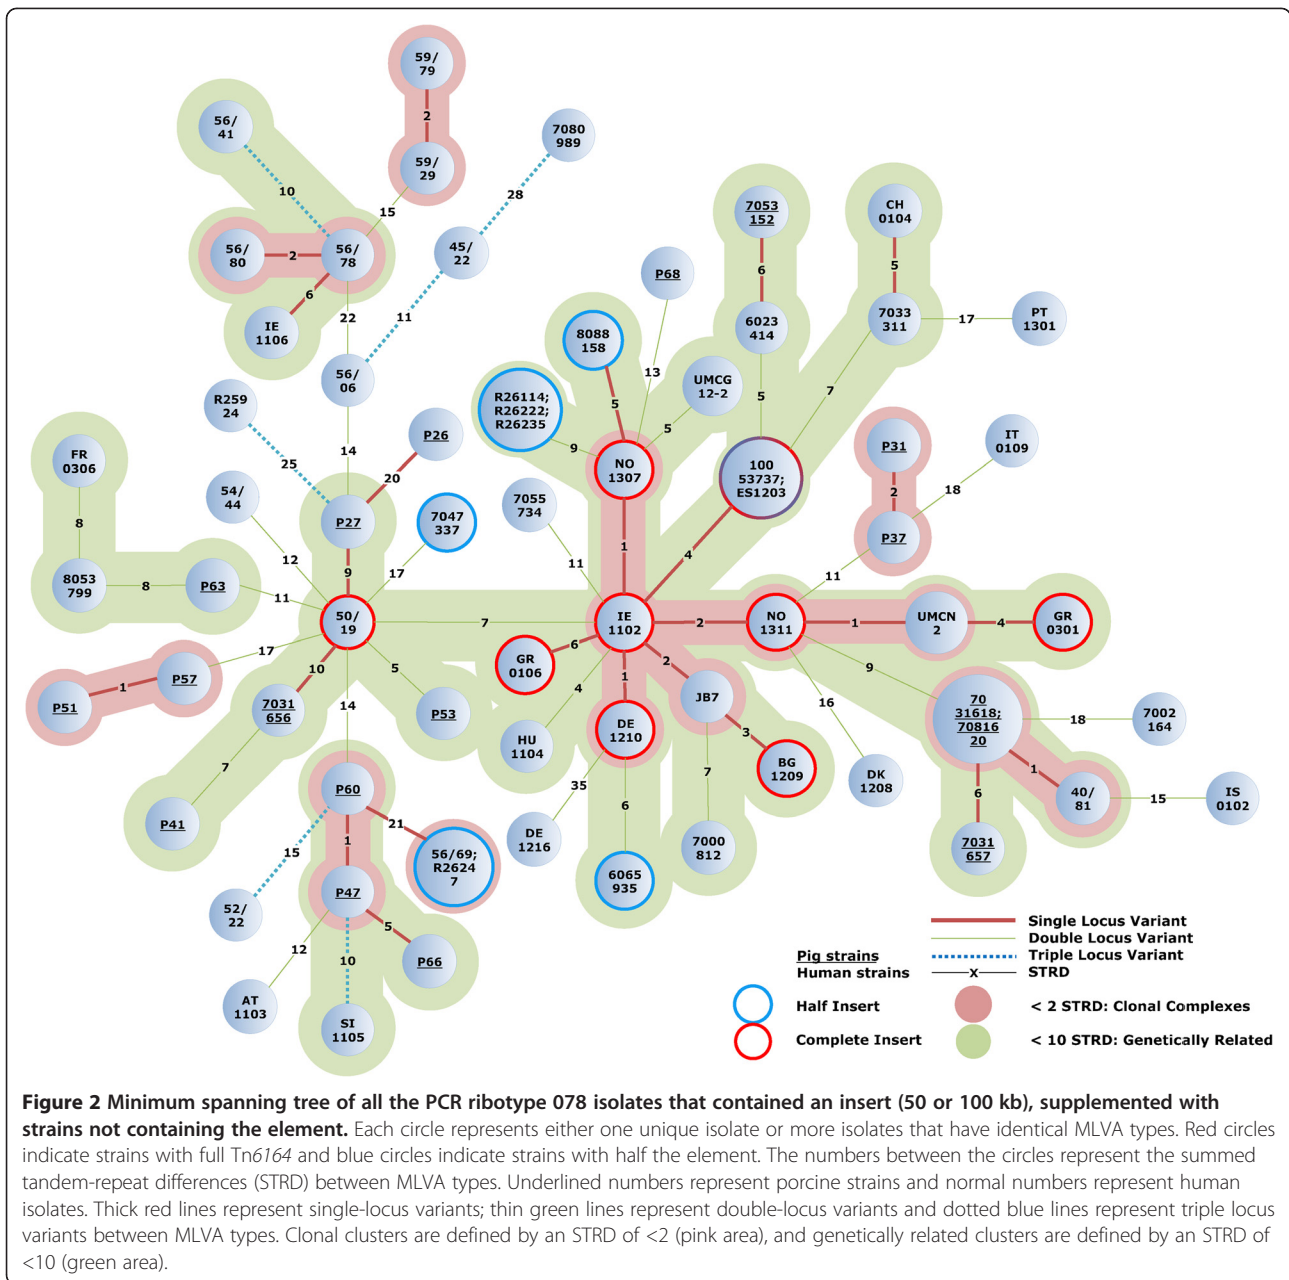 59/
79
2
59/
29
56/
41
7080
989
10
15
28
56/
80
2
56/
78
45/
22
6
IE
1106
22
11
56/
06
7053
152
CH
0104
P68
6
5
8088
158
6023
414
7033
311
17
PT
1301
13
UMCG
12-2
R259
24
R26114;
R26222;
R26235
5
5
5
7
P26
14
9
P31
IT
0109
FR
0306
25
20
NO
1307
100
53737;
ES1203
2
18
54/
44
7055
734
8
P27
7047
337
P37
12
9
17
11
1
4
11
8053
799
8
P63
11
50/
19
7
IE
1102
2
NO
1311
1
UMCN
2
4
GR
0301
17
10
5
6
GR
0106
2
9
P51
1
P57
4
1
JB7
7031
656
14
P53
16
70
31618;
70816
20
18
7002
164
HU
1104
DE
1210
3
7
BG
1209
7
35
6
DK
1208
1
P60
6
40/
81
15
IS
0102
P41
15
1
21
DE
1216
7000
812
7031
657
56/69;
R2624
7
6065
935
52/
22
P47
5
12
10
P66
AT
1103
SI
1105
Single Locus Variant
Double Locus Variant
Pig strains
Triple Locus Variant
Human strains
x
STRD
Half Insert
< 2 STRD: Clonal Complexes
Complete Insert
< 10 STRD: Genetically Related
Figure 2 Minimum spanning tree of all the PCR ribotype 078 isolates that contained an insert (50 or 100 kb), supplemented with
strains not containing the element. Each circle represents either one unique isolate or more isolates that have identical MLVA types. Red circles
indicate strains with full Tn6164 and blue circles indicate strains with half the element. The numbers between the circles represent the summed
tandem-repeat differences (STRD) between MLVA types. Underlined numbers represent porcine strains and normal numbers represent human
isolates. Thick red lines represent single-locus variants; thin green lines represent double-locus variants and dotted blue lines represent triple locus
variants between MLVA types. Clonal clusters are defined by an STRD of <2 (pink area), and genetically related clusters are defined by an STRD of
<10 (green area).